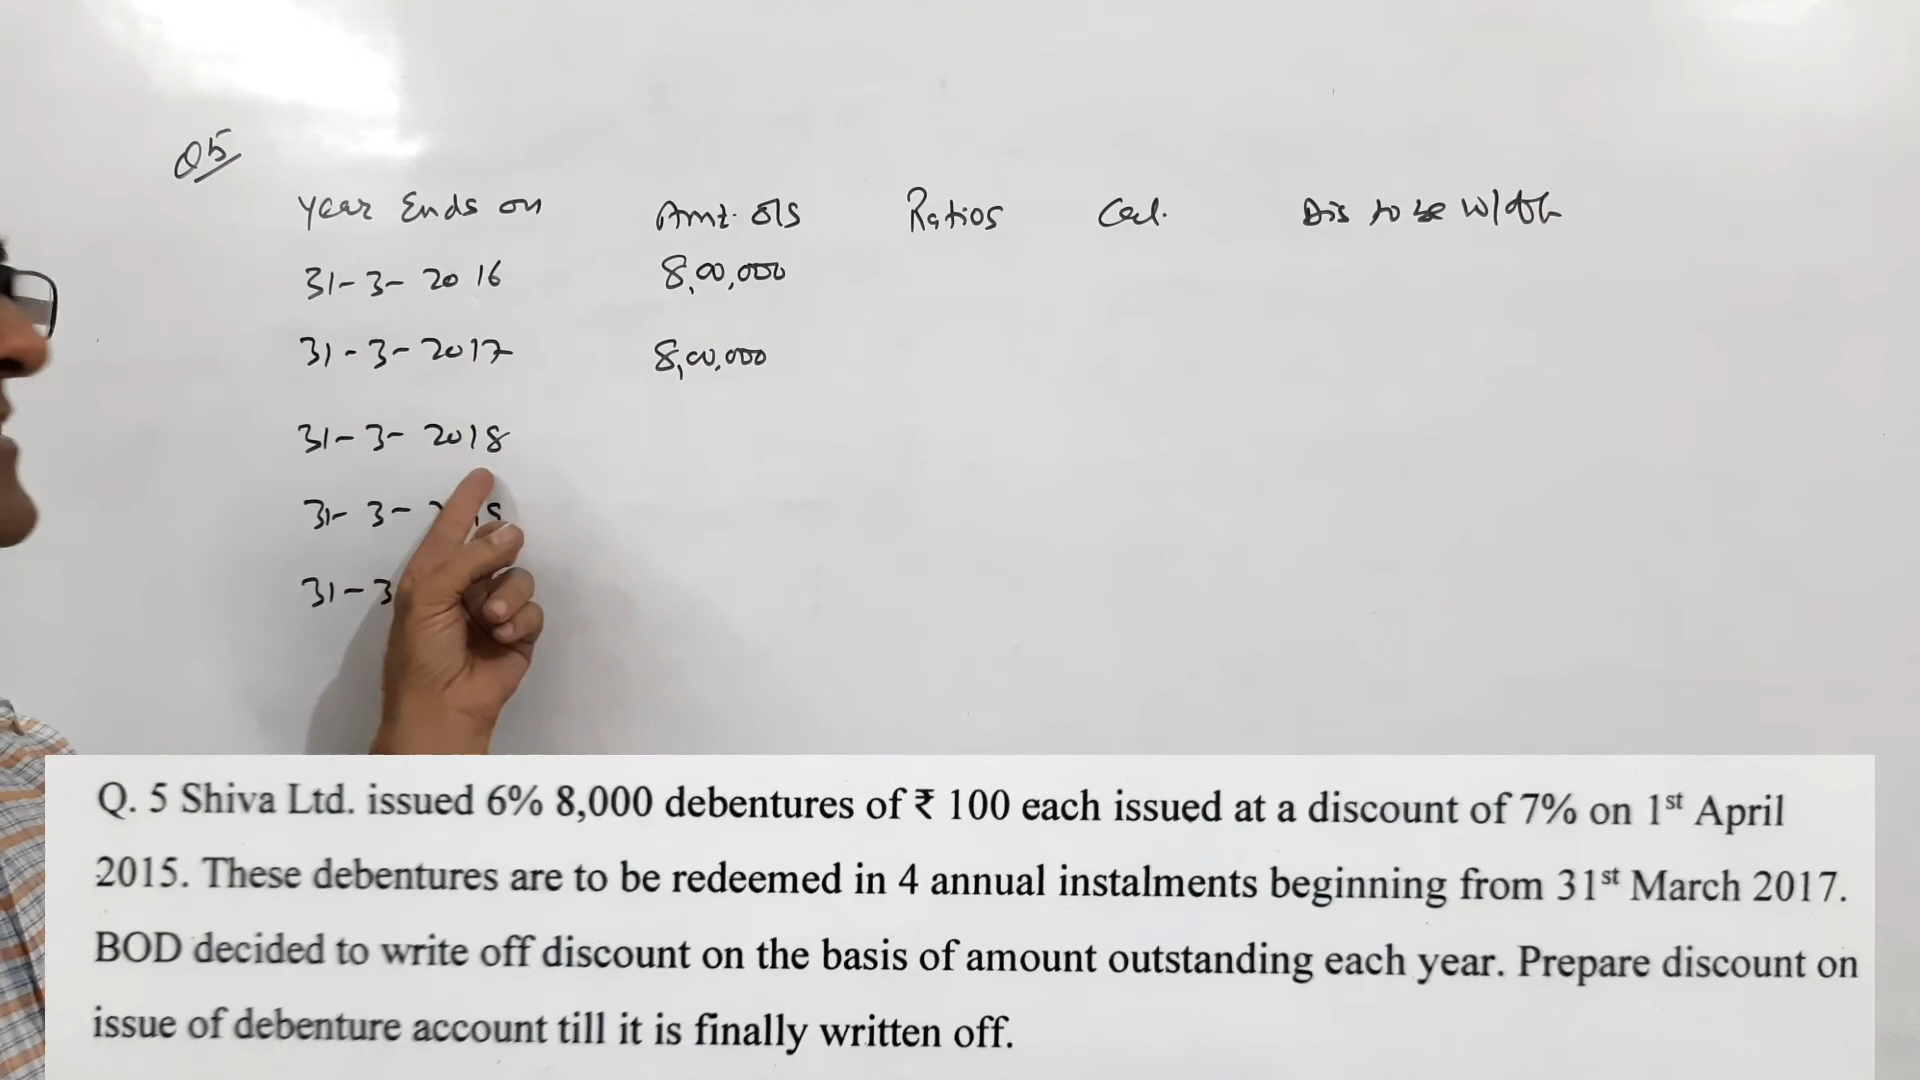 Q5
Year Ends on Amt. O/s Ratios Cal. Dis to be w/off
31-3-2016 8,00,000
31-3-2017 8,00,000
31-3-2018
31-3-
31-3
Q. 5 Shiva Ltd. issued 6% 8,000 debentures of ₹ 100 each issued at a discount of 7% on 1st April
2015. These debentures are to be redeemed in 4 annual instalments beginning from 31st March 2017.
BOD decided to write off discount on the basis of amount outstanding each year. Prepare discount on
issue of debenture account till it is finally written off.